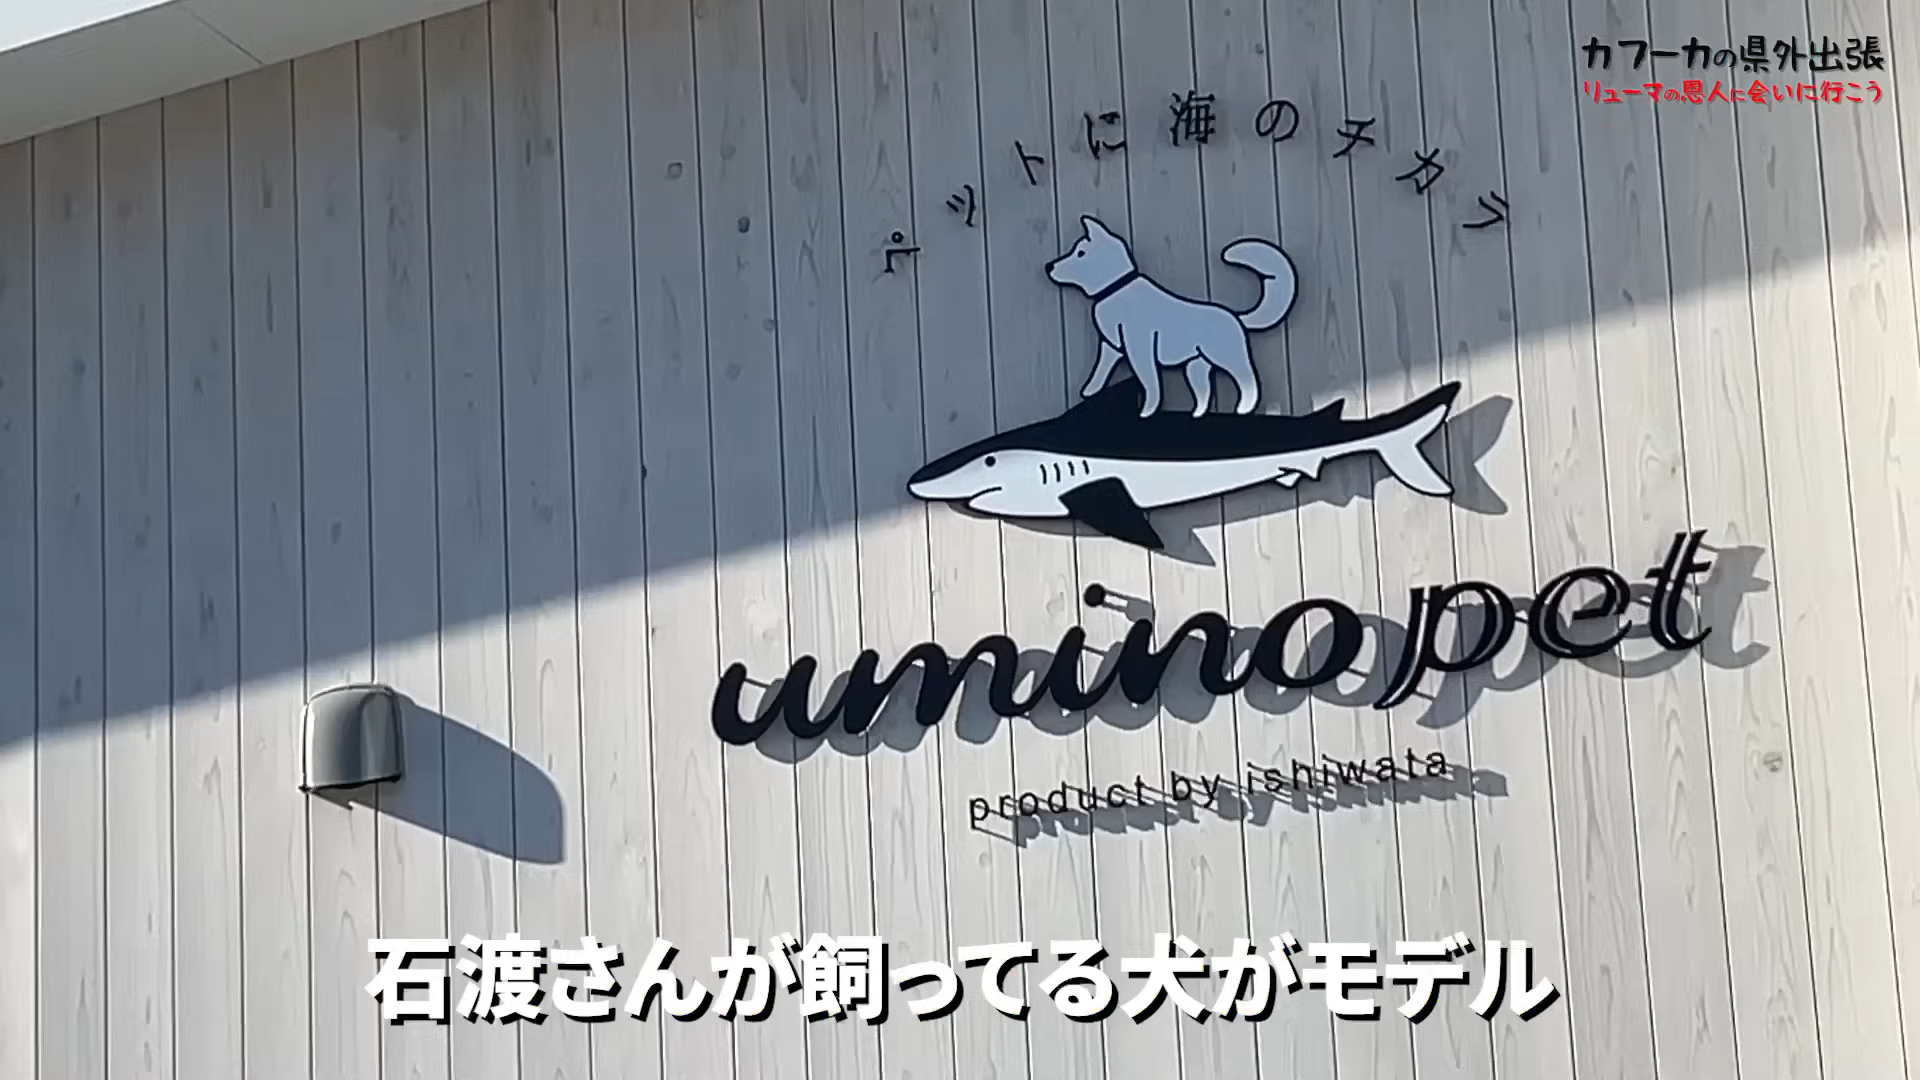 カフーカの県外出張
リューマの恩人に会いに行こう
ペットに海のチカラ
umino pet
product by ishiwata
石渡さんが飼ってる犬がモデル